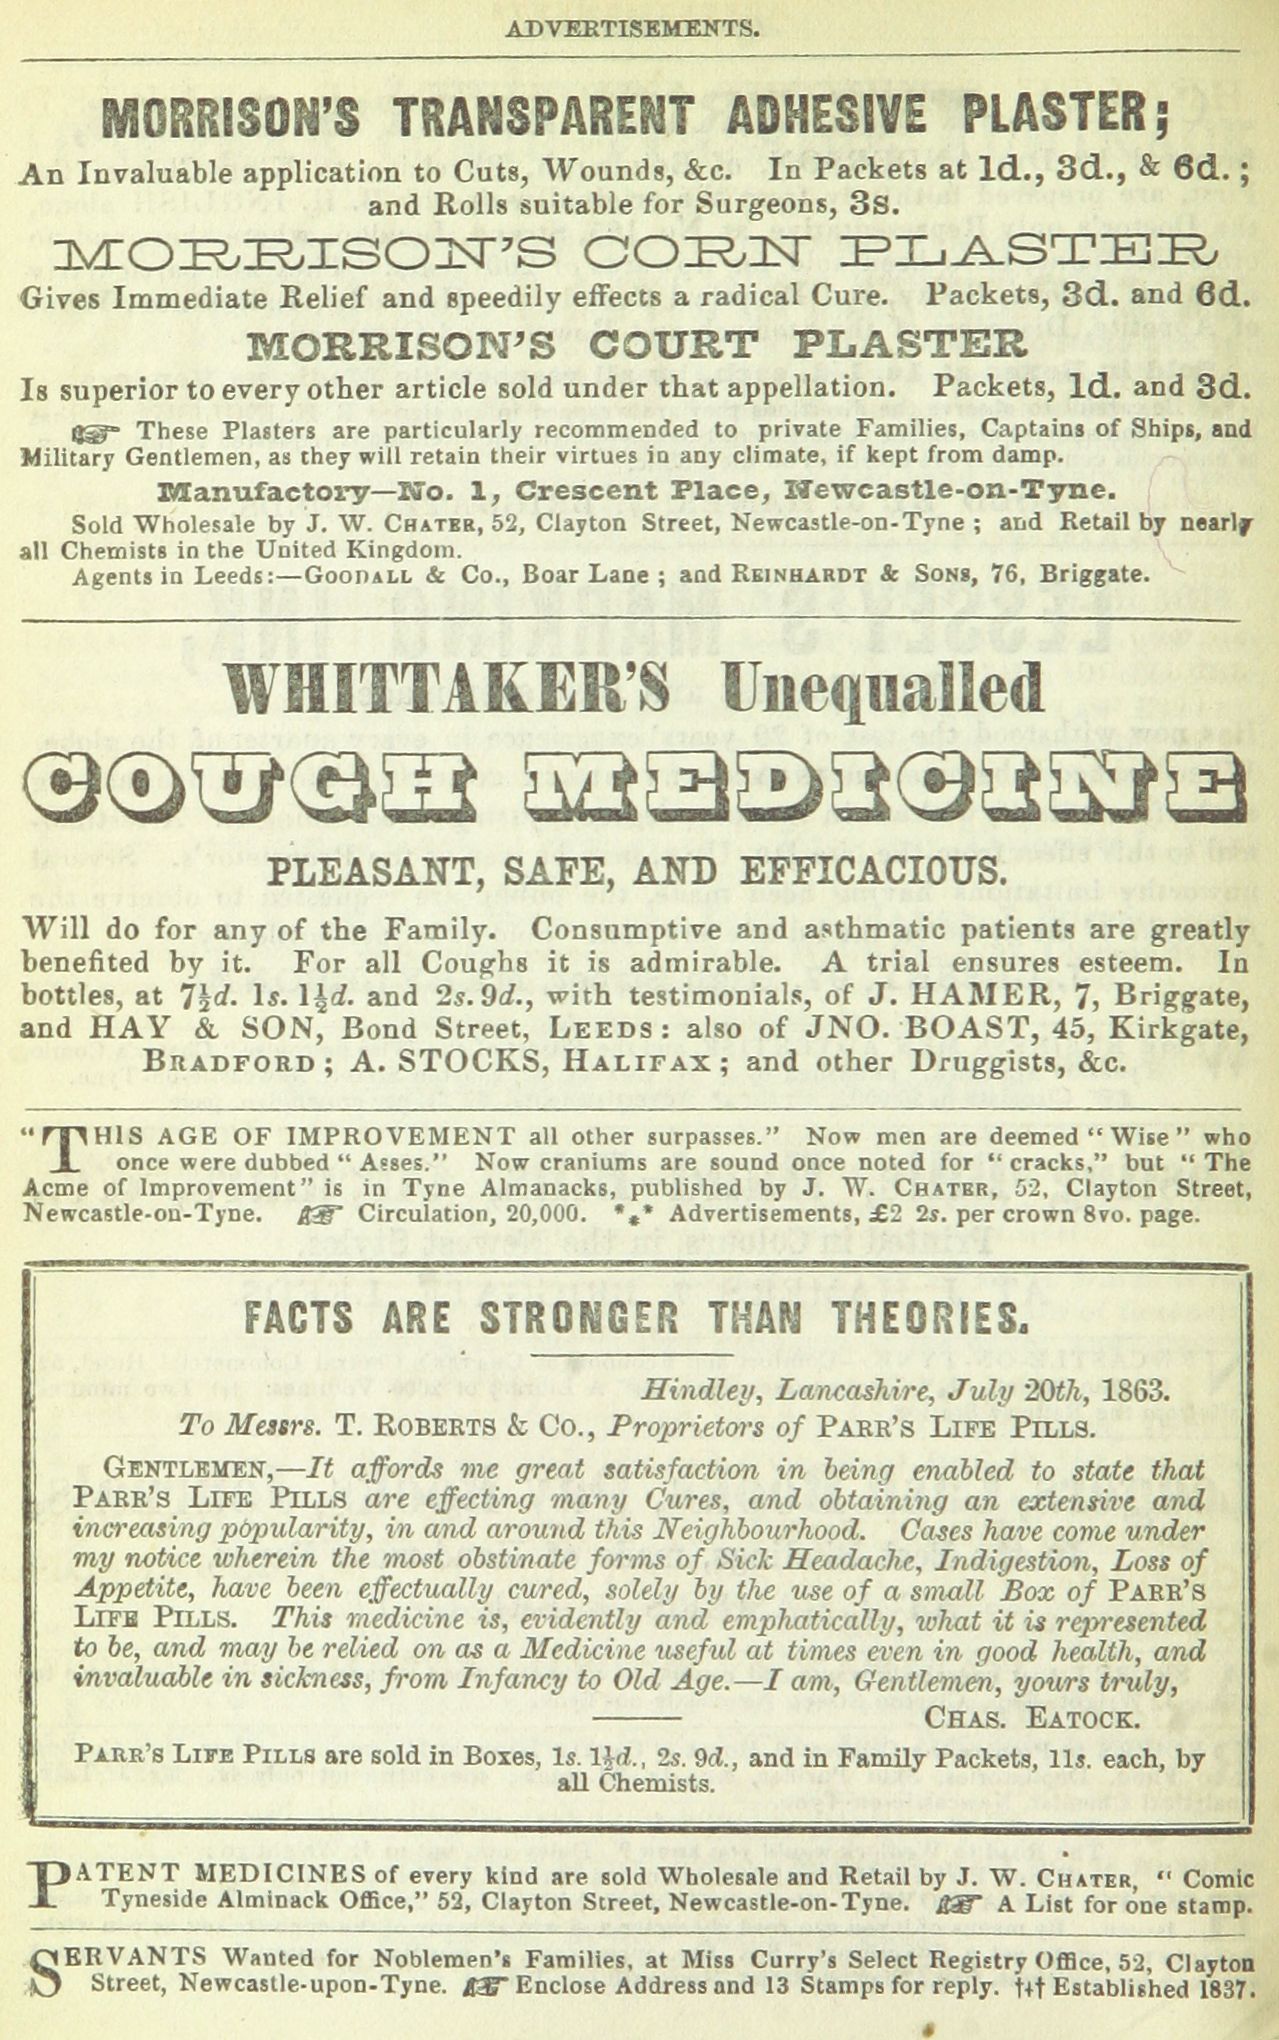 ADVERTISEMENTS.
MORRISON'S TRANSPARENT ADHESIVE PLASTER;
An Invaluable application to Cuts, Wounds, &c. In Packets at 1d., 3d., & 6d.;
and Rolls suitable for Surgeons, 3s.
MORRISON'S CORN PLASTER
Gives Immediate Relief and speedily effects a radical Cure. Packets, 3d. and 6d.
MORRISON'S COURT PLASTER
Is superior to every other article sold under that appellation. Packets, 1d. and 3d.
☞ These Plasters are particularly recommended to private Families, Captains of Ships, and
Military Gentlemen, as they will retain their virtues in any climate, if kept from damp.
Manufactory—No. 1, Crescent Place, Newcastle-on-Tyne.
Sold Wholesale by J. W. CHATER, 52, Clayton Street, Newcastle-on-Tyne; and Retail by nearly
all Chemists in the United Kingdom.
Agents in Leeds:—GOODALL & Co., Boar Lane; and REINHARDT & SONS, 76, Briggate.
WHITTAKER'S Unequalled
COUGH MEDICINE
PLEASANT, SAFE, AND EFFICACIOUS.
Will do for any of the Family. Consumptive and asthmatic patients are greatly
benefited by it. For all Coughs it is admirable. A trial ensures esteem. In
bottles, at 7½d. 1s. 1½d. and 2s. 9d., with testimonials, of J. HAMER, 7, Briggate,
and HAY & SON, Bond Street, LEEDS: also of JNO. BOAST, 45, Kirkgate,
BRADFORD; A. STOCKS, HALIFAX; and other Druggists, &c.
"THIS AGE OF IMPROVEMENT all other surpasses." Now men are deemed "Wise" who
once were dubbed "Asses." Now craniums are sound once noted for "cracks," but "The
Acme of Improvement" is in Tyne Almanacks, published by J. W. CHATER, 52, Clayton Street,
Newcastle-on-Tyne. ☞ Circulation, 20,000. *⁎* Advertisements, £2 2s. per crown 8vo. page.
FACTS ARE STRONGER THAN THEORIES.
Hindley, Lancashire, July 20th, 1863.
To Messrs. T. ROBERTS & Co., Proprietors of PARR'S LIFE PILLS.
GENTLEMEN,—It affords me great satisfaction in being enabled to state that
PARR'S LIFE PILLS are effecting many Cures, and obtaining an extensive and
increasing popularity, in and around this Neighbourhood. Cases have come under
my notice wherein the most obstinate forms of Sick Headache, Indigestion, Loss of
Appetite, have been effectually cured, solely by the use of a small Box of PARR'S
LIFE PILLS. This medicine is, evidently and emphatically, what it is represented
to be, and may be relied on as a Medicine useful at times even in good health, and
invaluable in sickness, from Infancy to Old Age.—I am, Gentlemen, yours truly,
CHAS. EATOCK.
PARR'S LIFE PILLS are sold in Boxes, 1s. 1½d., 2s. 9d., and in Family Packets, 11s. each, by
all Chemists.
PATENT MEDICINES of every kind are sold Wholesale and Retail by J. W. CHATER, "Comic
Tyneside Alminack Office," 52, Clayton Street, Newcastle-on-Tyne. ☞ A List for one stamp.
SERVANTS Wanted for Noblemen's Families, at Miss Curry's Select Registry Office, 52, Clayton
Street, Newcastle-upon-Tyne. ☞ Enclose Address and 13 Stamps for reply. †‡† Established 1837.